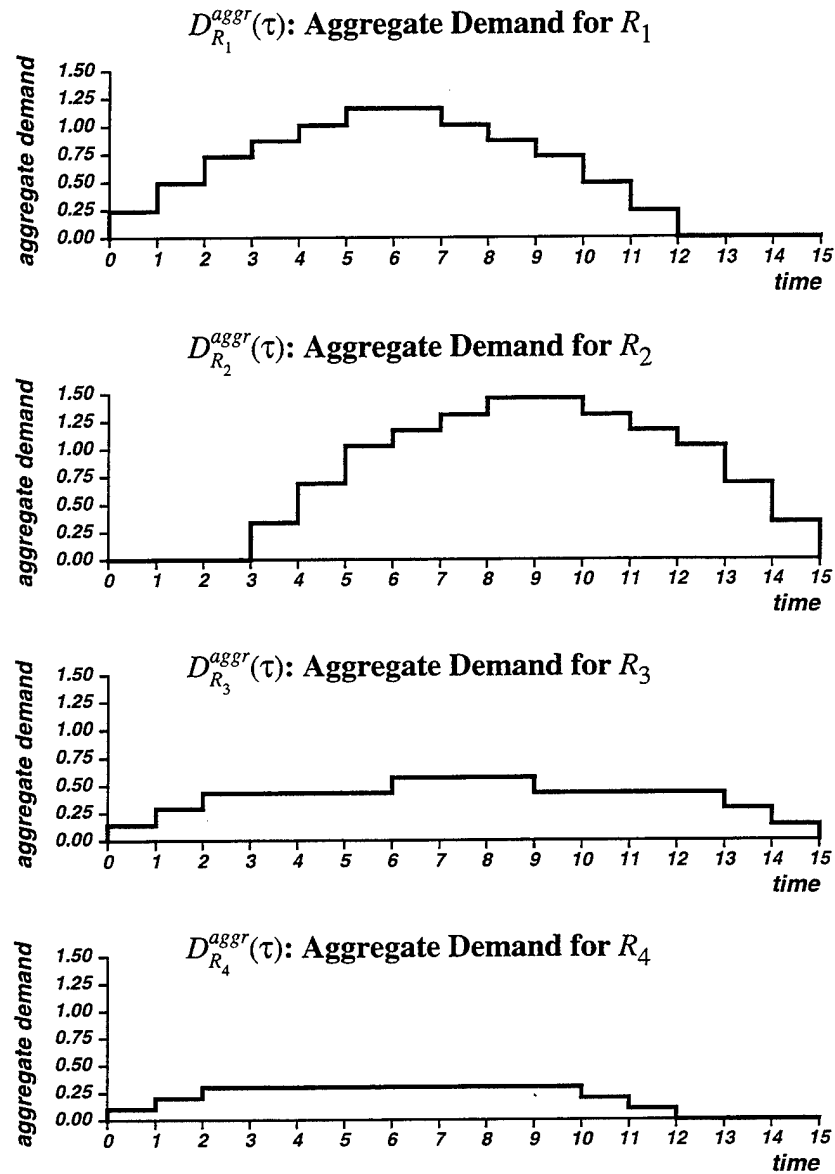 D_{R_1}^{aggr}(τ): Aggregate Demand for R_1
aggregate demand
1.50
1.25
1.00
0.75
0.50
0.25
0.00
0 1 2 3 4 5 6 7 8 9 10 11 12 13 14 15
time
D_{R_2}^{aggr}(τ): Aggregate Demand for R_2
aggregate demand
1.50
1.25
1.00
0.75
0.50
0.25
0.00
0 1 2 3 4 5 6 7 8 9 10 11 12 13 14 15
time
D_{R_3}^{aggr}(τ): Aggregate Demand for R_3
aggregate demand
1.50
1.25
1.00
0.75
0.50
0.25
0.00
0 1 2 3 4 5 6 7 8 9 10 11 12 13 14 15
time
D_{R_4}^{aggr}(τ): Aggregate Demand for R_4
aggregate demand
1.50
1.25
1.00
0.75
0.50
0.25
0.00
0 1 2 3 4 5 6 7 8 9 10 11 12 13 14 15
time